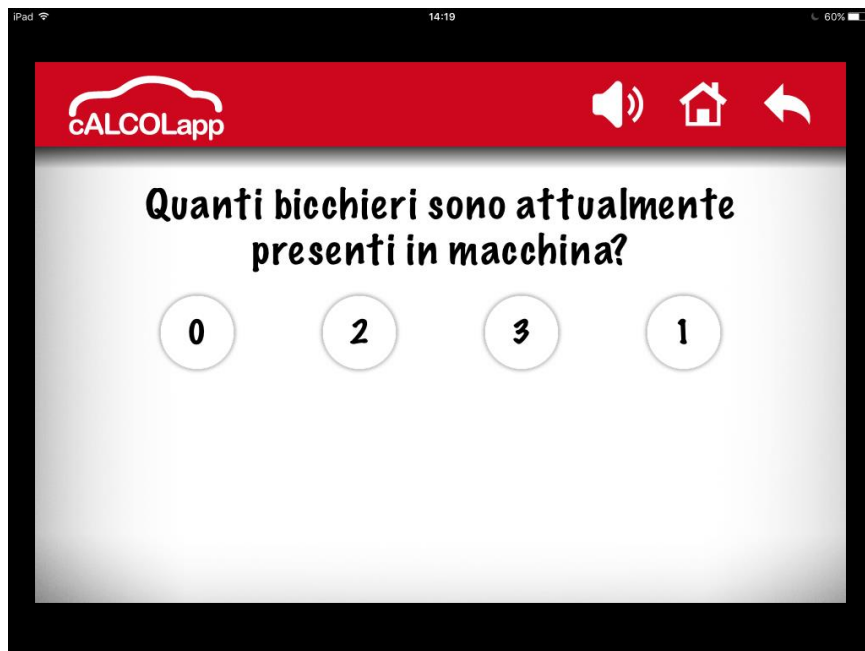 iPad 14:19 60%
cALCOLapp
Quanti bicchieri sono attualmente
presenti in macchina?
0 2 3 1